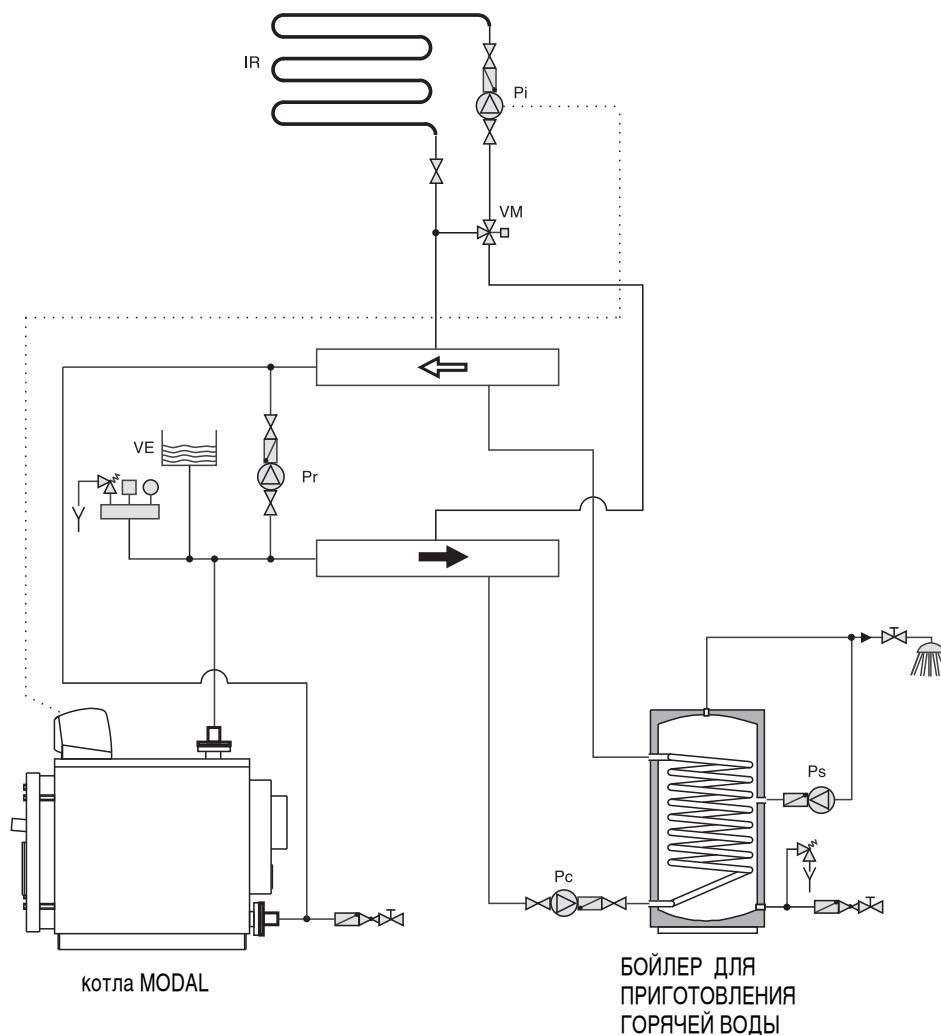 IR
Pi
VM
VE
Pr
Ps
Pc
котла MODAL
БОЙЛЕР ДЛЯ
ПРИГОТОВЛЕНИЯ
ГОРЯЧЕЙ ВОДЫ